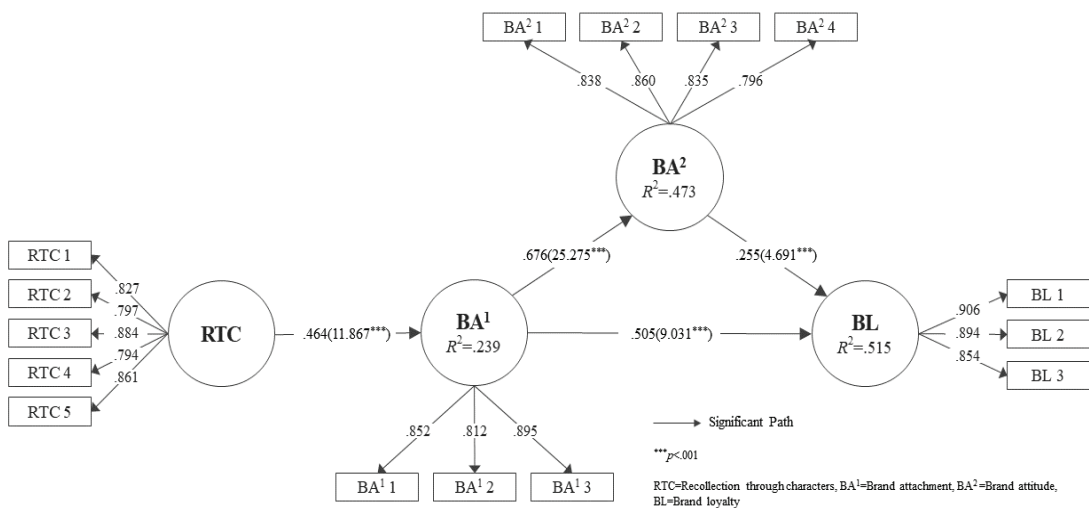 BA² 1
BA² 2
BA² 3
BA² 4
.838
.860
.835
.796
BA²
R²=.473
.676(25.275***)
.255(4.691***)
RTC 1
RTC 2
RTC 3
RTC 4
RTC 5
.827
.797
.884
.794
.861
RTC
.464(11.867***)
BA¹
R²=.239
.505(9.031***)
BL
R²=.515
.906
.894
.854
BL 1
BL 2
BL 3
.852
.812
.895
BA¹ 1
BA¹ 2
BA¹ 3
Significant Path
***p<.001
RTC=Recollection through characters, BA¹=Brand attachment, BA²=Brand attitude,
BL=Brand loyalty